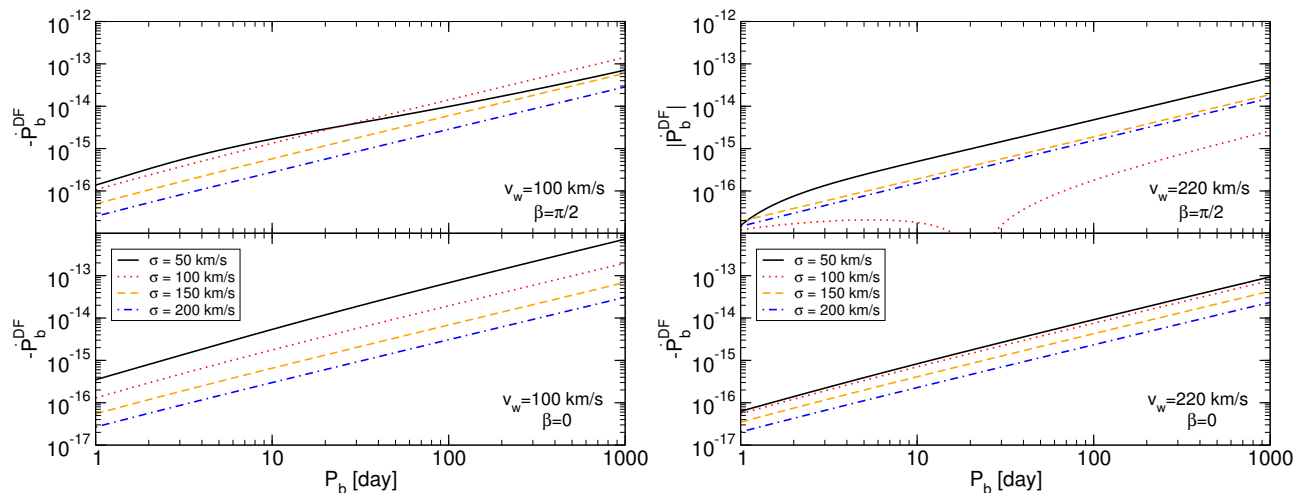 10^-12
10^-13
10^-14
10^-15
10^-16
-Ṗ_b^DF
v_w=100 km/s
β=π/2
10^-13
10^-14
10^-15
10^-16
10^-17
-Ṗ_b^DF
σ = 50 km/s
σ = 100 km/s
σ = 150 km/s
σ = 200 km/s
v_w=100 km/s
β=0
1 10 100 1000
P_b [day]
10^-12
10^-13
10^-14
10^-15
10^-16
|Ṗ_b^DF|
v_w=220 km/s
β=π/2
10^-13
10^-14
10^-15
10^-16
10^-17
-Ṗ_b^DF
σ = 50 km/s
σ = 100 km/s
σ = 150 km/s
σ = 200 km/s
v_w=220 km/s
β=0
1 10 100 1000
P_b [day]